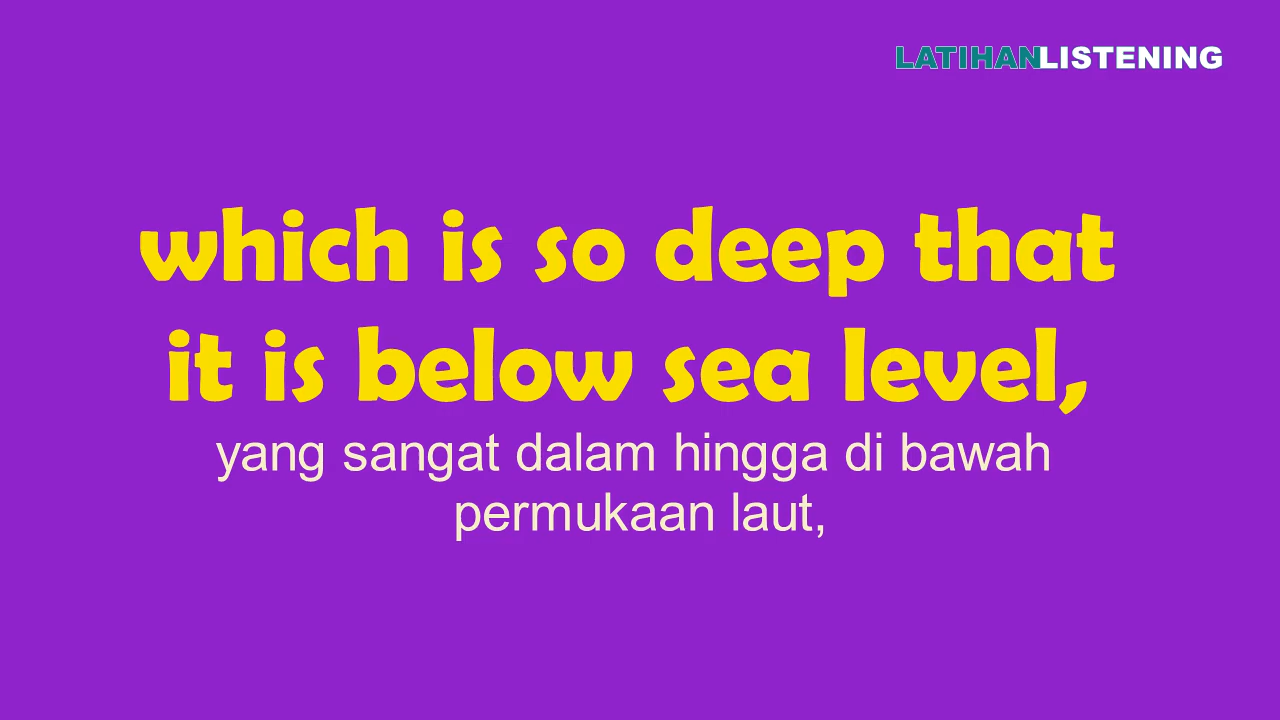 LATIHANLISTENING
which is so deep that
it is below sea level,
yang sangat dalam hingga di bawah
permukaan laut,